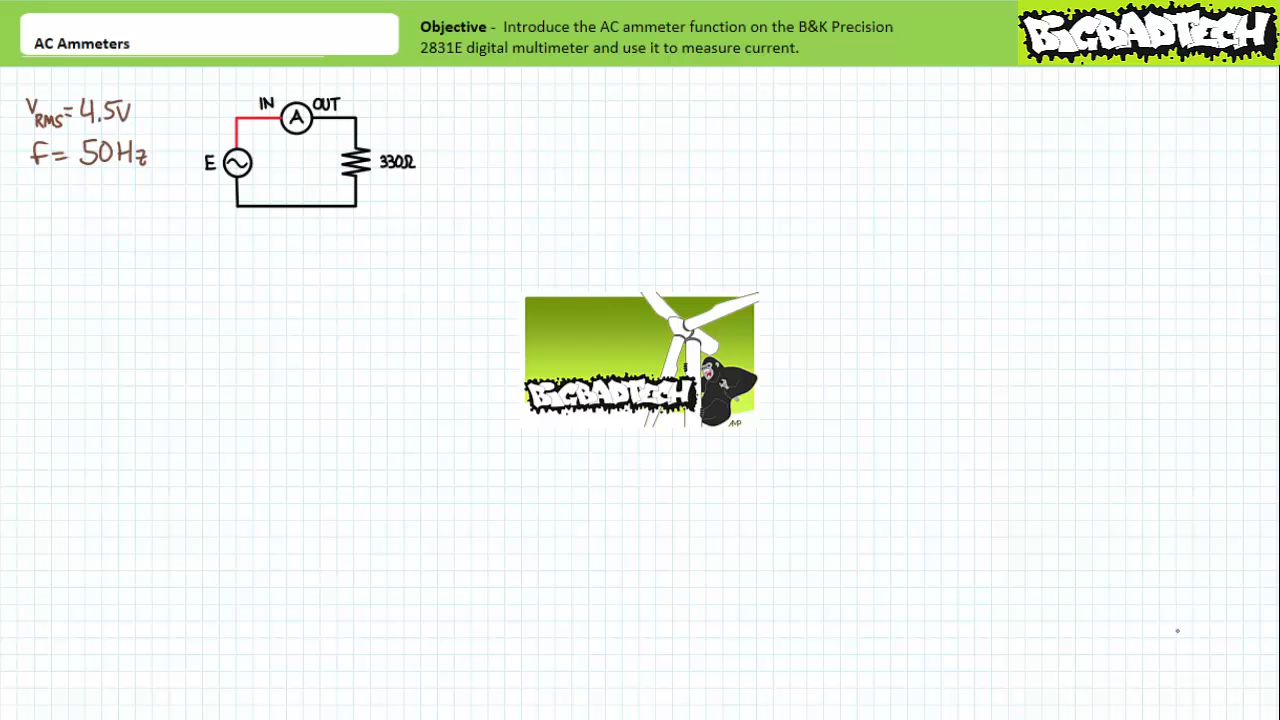 AC Ammeters
Objective - Introduce the AC ammeter function on the B&K Precision
2831E digital multimeter and use it to measure current.
BIGBADTECH
VRMS = 4.5V
f = 50Hz
IN
A
OUT
E
330Ω
BIGBADTECH